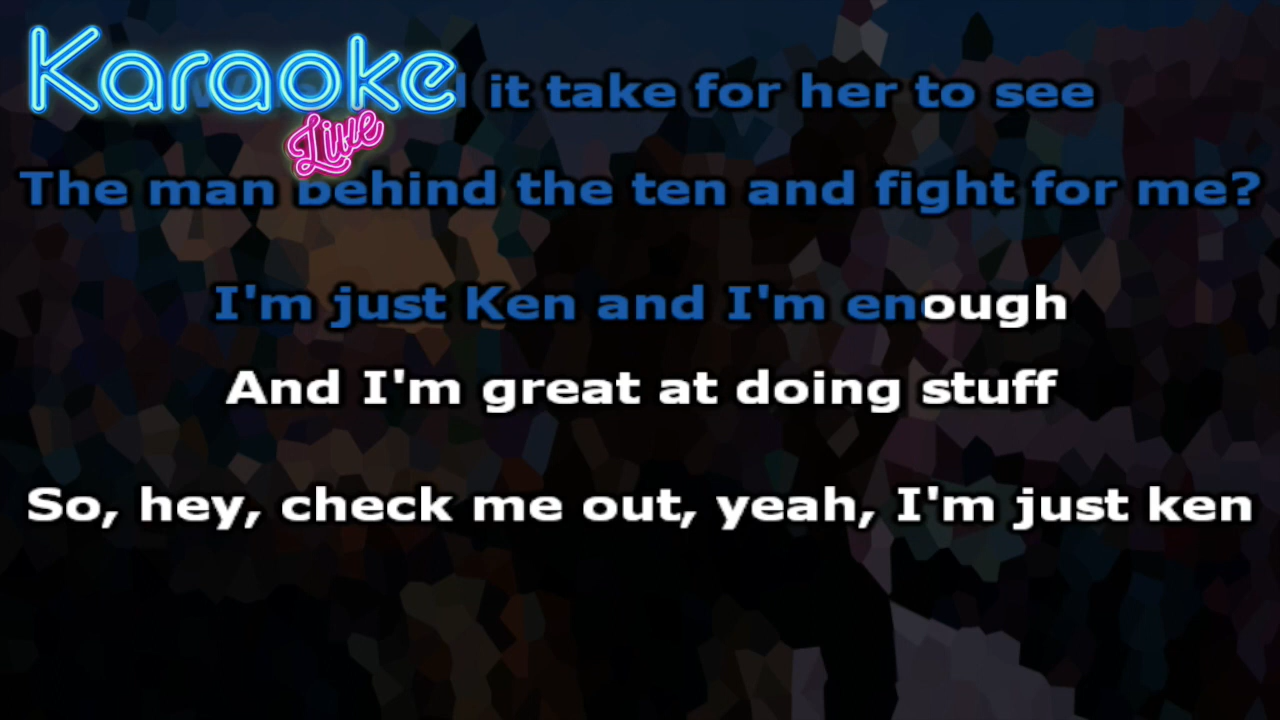 Karaoke
Live
it take for her to see
The man behind the ten and fight for me?
I'm just Ken and I'm enough
And I'm great at doing stuff
So, hey, check me out, yeah, I'm just ken